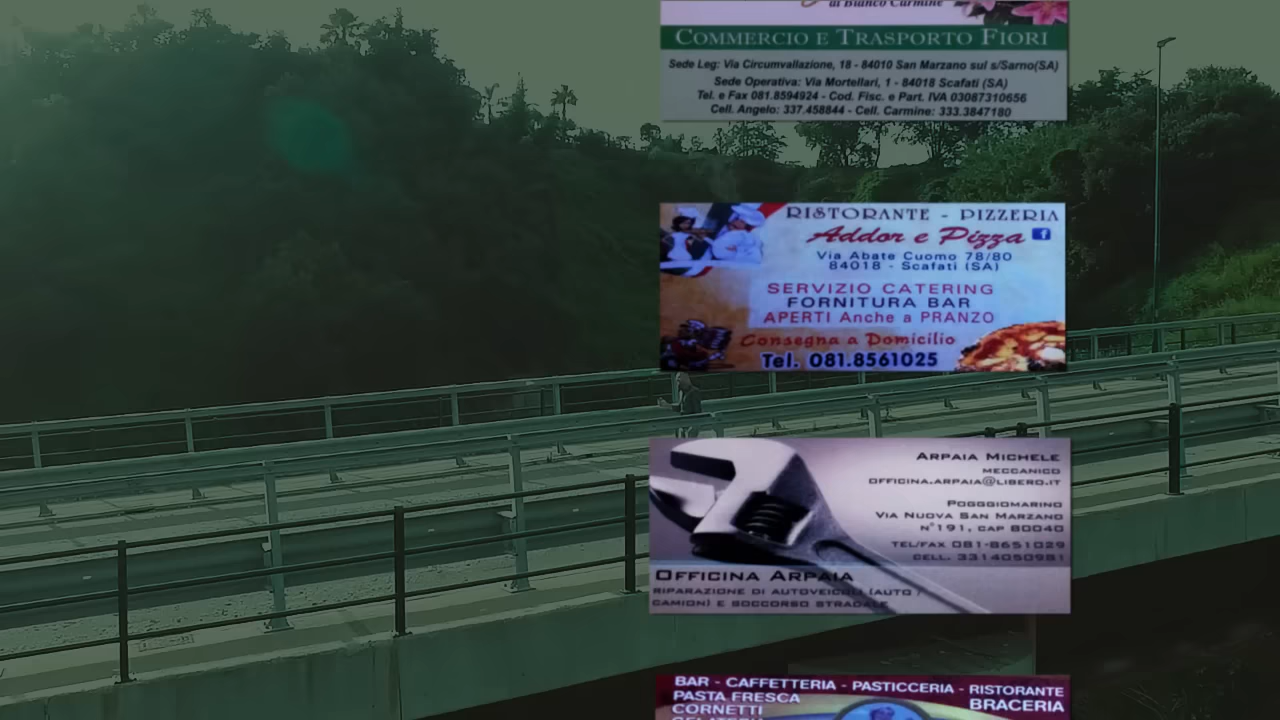 di Bianco Carmine
COMMERCIO E TRASPORTO FIORI
Sede Leg: Via Circumvallazione, 18 - 84010 San Marzano sul s/Sarno(SA)
Sede Operativa: Via Mortellari, 1 - 84018 Scafati (SA)
Tel. e Fax 081.8594924 - Cod. Fisc. e Part. IVA 03087310656
Cell. Angelo: 337.458844 - Cell. Carmine: 333.3847180
RISTORANTE - PIZZERIA
Addor e Pizza f
Via Abate Cuomo 78/80
84018 - Scafati (SA)
SERVIZIO CATERING
FORNITURA BAR
APERTI Anche a PRANZO
Consegna a Domicilio
Tel. 081.8561025
ARPAIA MICHELE
MECCANICO
OFFICINA.ARPAIA@LIBERO.IT
POGGGIOMARINO
VIA NUOVA SAN MARZANO
N°191, CAP 80040
TEL/FAX 081-8651029
CELL. 3314050981
OFFICINA ARPAIA
RIPARAZIONE DI AUTOVEICOLI (AUTO /
CAMION) E SOCCORSO STRADALE
BAR - CAFFETTERIA - PASTICCERIA - RISTORANTE
PASTA FRESCA BRACERIA
CORNETTI
GELATERIA